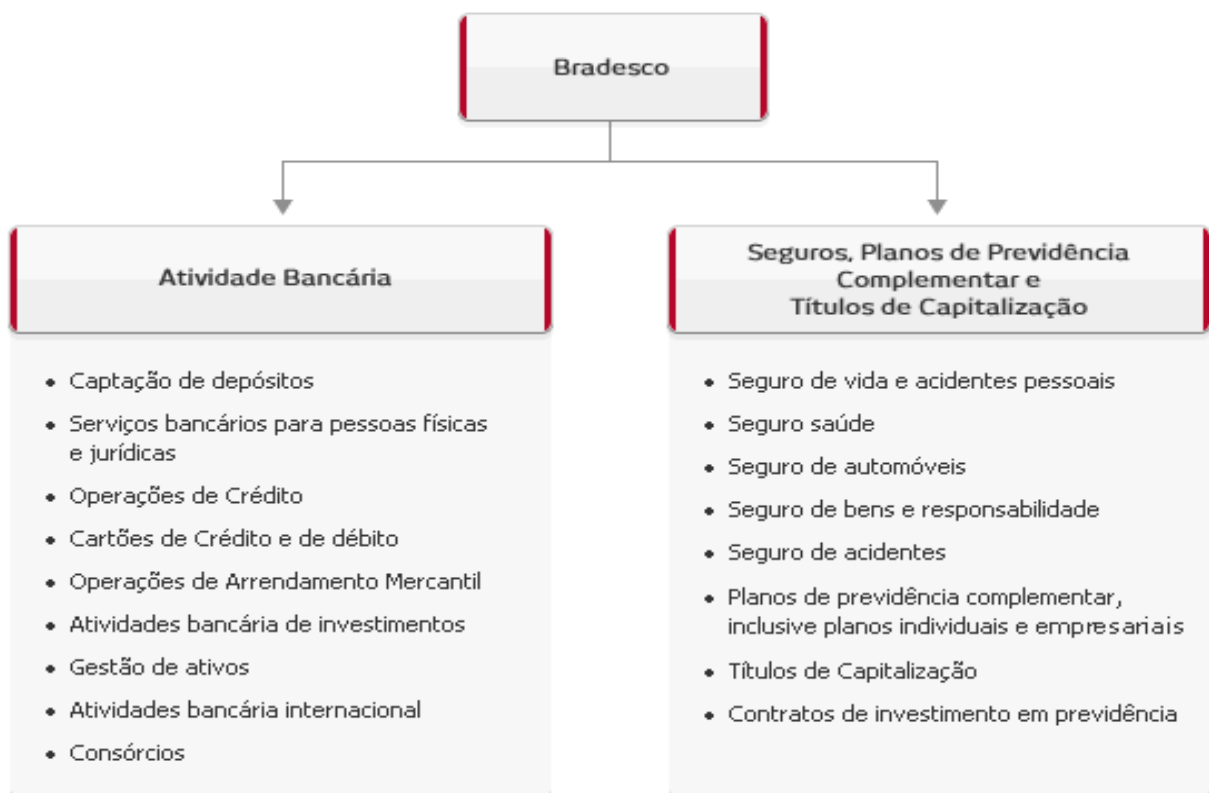 Bradesco
Atividade Bancária
• Captação de depósitos
• Serviços bancários para pessoas físicas
e jurídicas
• Operações de Crédito
• Cartões de Crédito e de débito
• Operações de Arrendamento Mercantil
• Atividades bancária de investimentos
• Gestão de ativos
• Atividades bancária internacional
• Consórcios
Seguros, Planos de Previdência
Complementar e
Títulos de Capitalização
• Seguro de vida e acidentes pessoais
• Seguro saúde
• Seguro de automóveis
• Seguro de bens e responsabilidade
• Seguro de acidentes
• Planos de previdência complementar,
inclusive planos individuais e empresariais
• Títulos de Capitalização
• Contratos de investimento em previdência